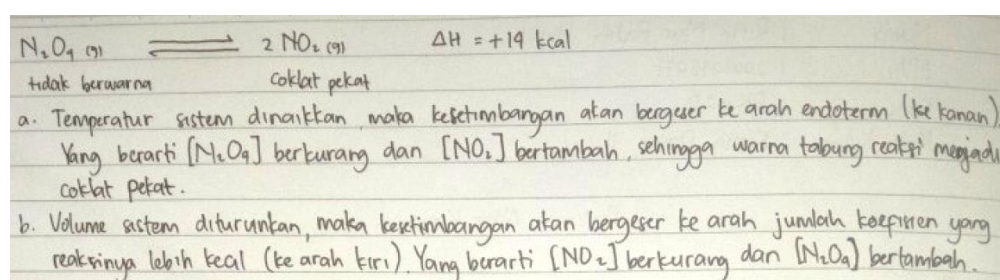 N₂O₄ (g) ⇌ 2 NO₂ (g) ΔH = +14 kcal
tidak berwarna coklat pekat
a. Temperatur sistem dinaikkan, maka kesetimbangan akan bergeser ke arah endoterm (ke kanan).
Yang berarti [N₂O₄] berkurang dan [NO₂] bertambah, sehingga warna tabung reaksi menjadi
coklat pekat.
b. Volume sistem diturunkan, maka kesetimbangan akan bergeser ke arah jumlah koefisien yang
reaksinya lebih kecal (ke arah kiri). Yang berarti [NO₂] berkurang dan [N₂O₄] bertambah.